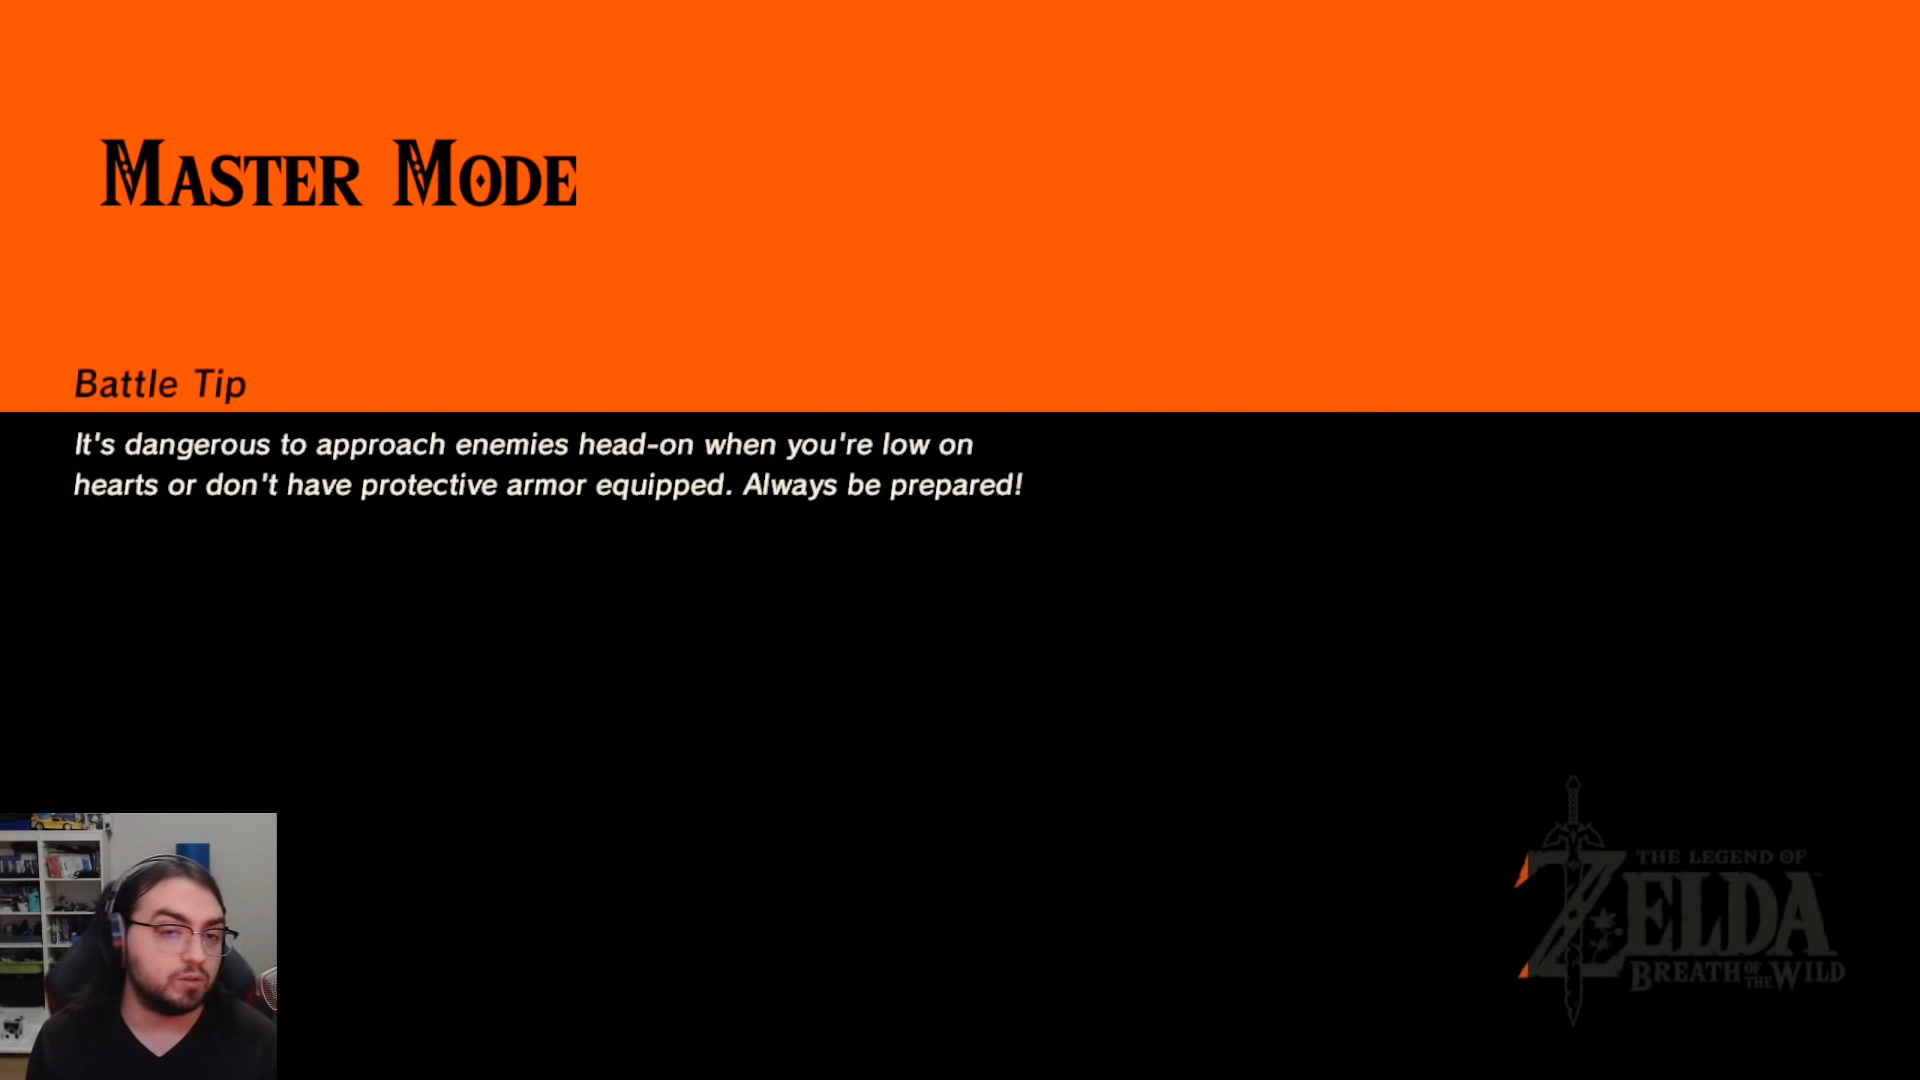 MASTER MODE
Battle Tip
It's dangerous to approach enemies head-on when you're low on
hearts or don't have protective armor equipped. Always be prepared!
THE LEGEND OF
ZELDA
BREATH OF THE WILD